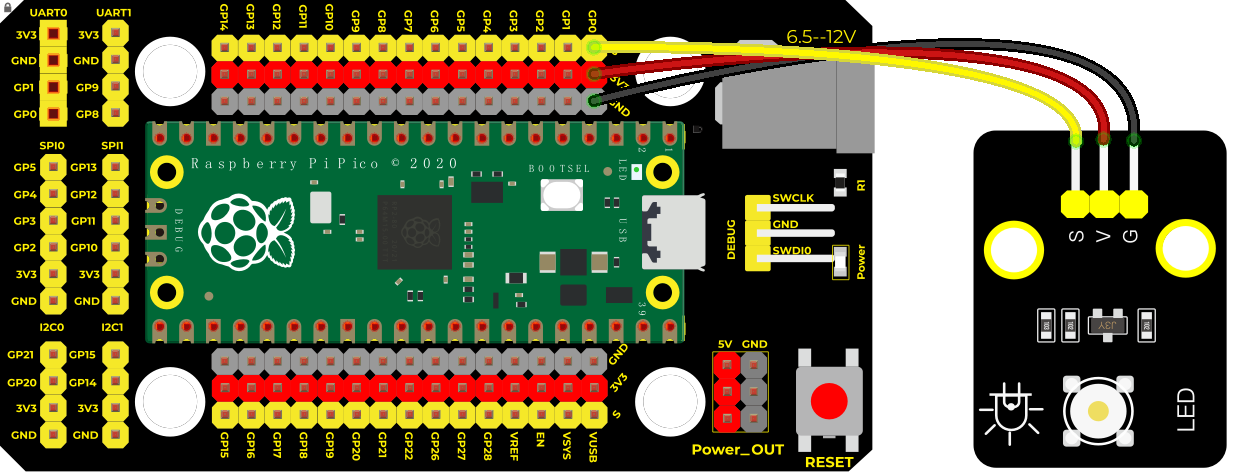 UART0 UART1
3V3 3V3
GND GND
GP1 GP9
GP0 GP8
SPI0 SPI1
GP5 GP13
GP4 GP12
GP3 GP11
GP2 GP10
3V3 3V3
GND GND
I2C0 I2C1
GP21 GP15
GP20 GP14
3V3 3V3
GND GND
GP14 GP13 GP12 GP11 GP10 GP9 GP8 GP7 GP6 GP5 GP4 GP3 GP2 GP1 GP0
3V3
GND
6.5--12V
Raspberry Pi Pico © 2020
BOOTSEL
LED
2 1
DEBUG
USB
39
GND
3V3
S
GP15 GP16 GP17 GP18 GP19 GP20 GP21 GP22 GP26 GP27 GP28 VREF EN VSYS VUSB
DEBUG
SWCLK
GND
SWDI0
R1
Power
5V GND
Power_OUT
RESET
S V G
J3Y
LED